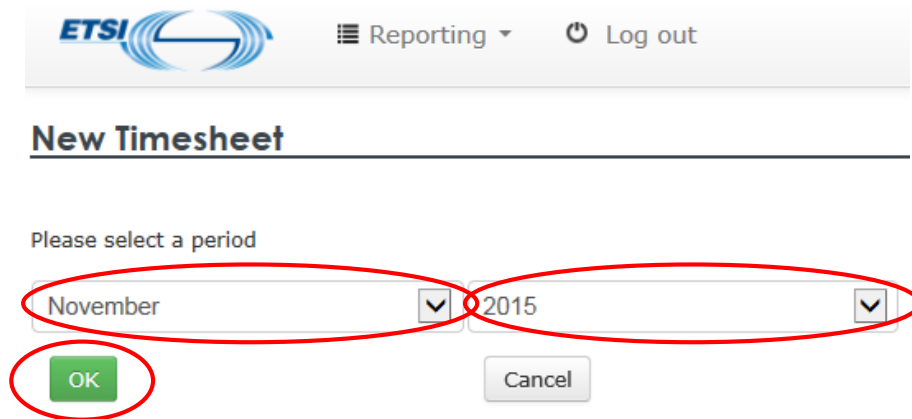 ETSI Reporting Log out
New Timesheet
Please select a period
November 2015
OK Cancel